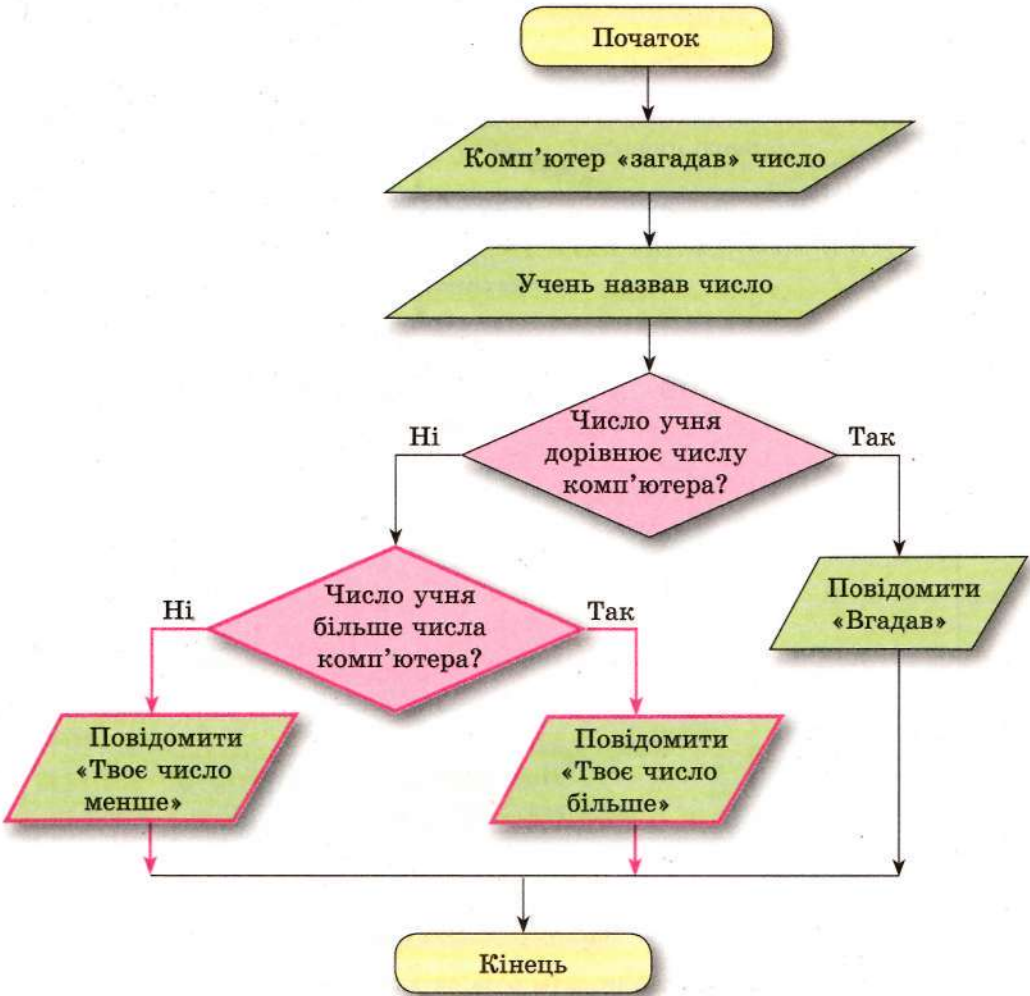 Початок
Комп’ютер «загадав» число
Учень назвав число
Число учня
дорівнює числу
комп’ютера?
Ні
Так
Число учня
більше числа
комп’ютера?
Ні
Так
Повідомити
«Вгадав»
Повідомити
«Твоє число
менше»
Повідомити
«Твоє число
більше»
Кінець